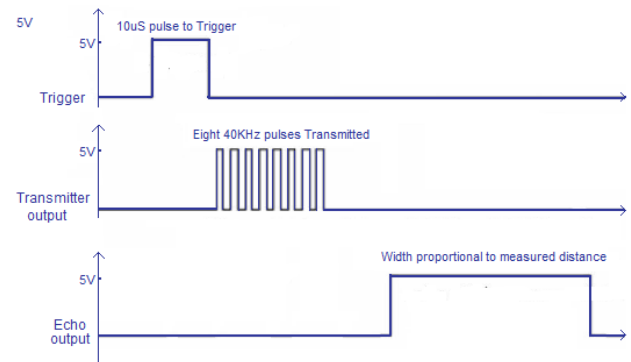 5V
10uS pulse to Trigger
5V
Trigger
Eight 40KHz pulses Transmitted
5V
Transmitter
output
Width proportional to measured distance
5V
Echo
output